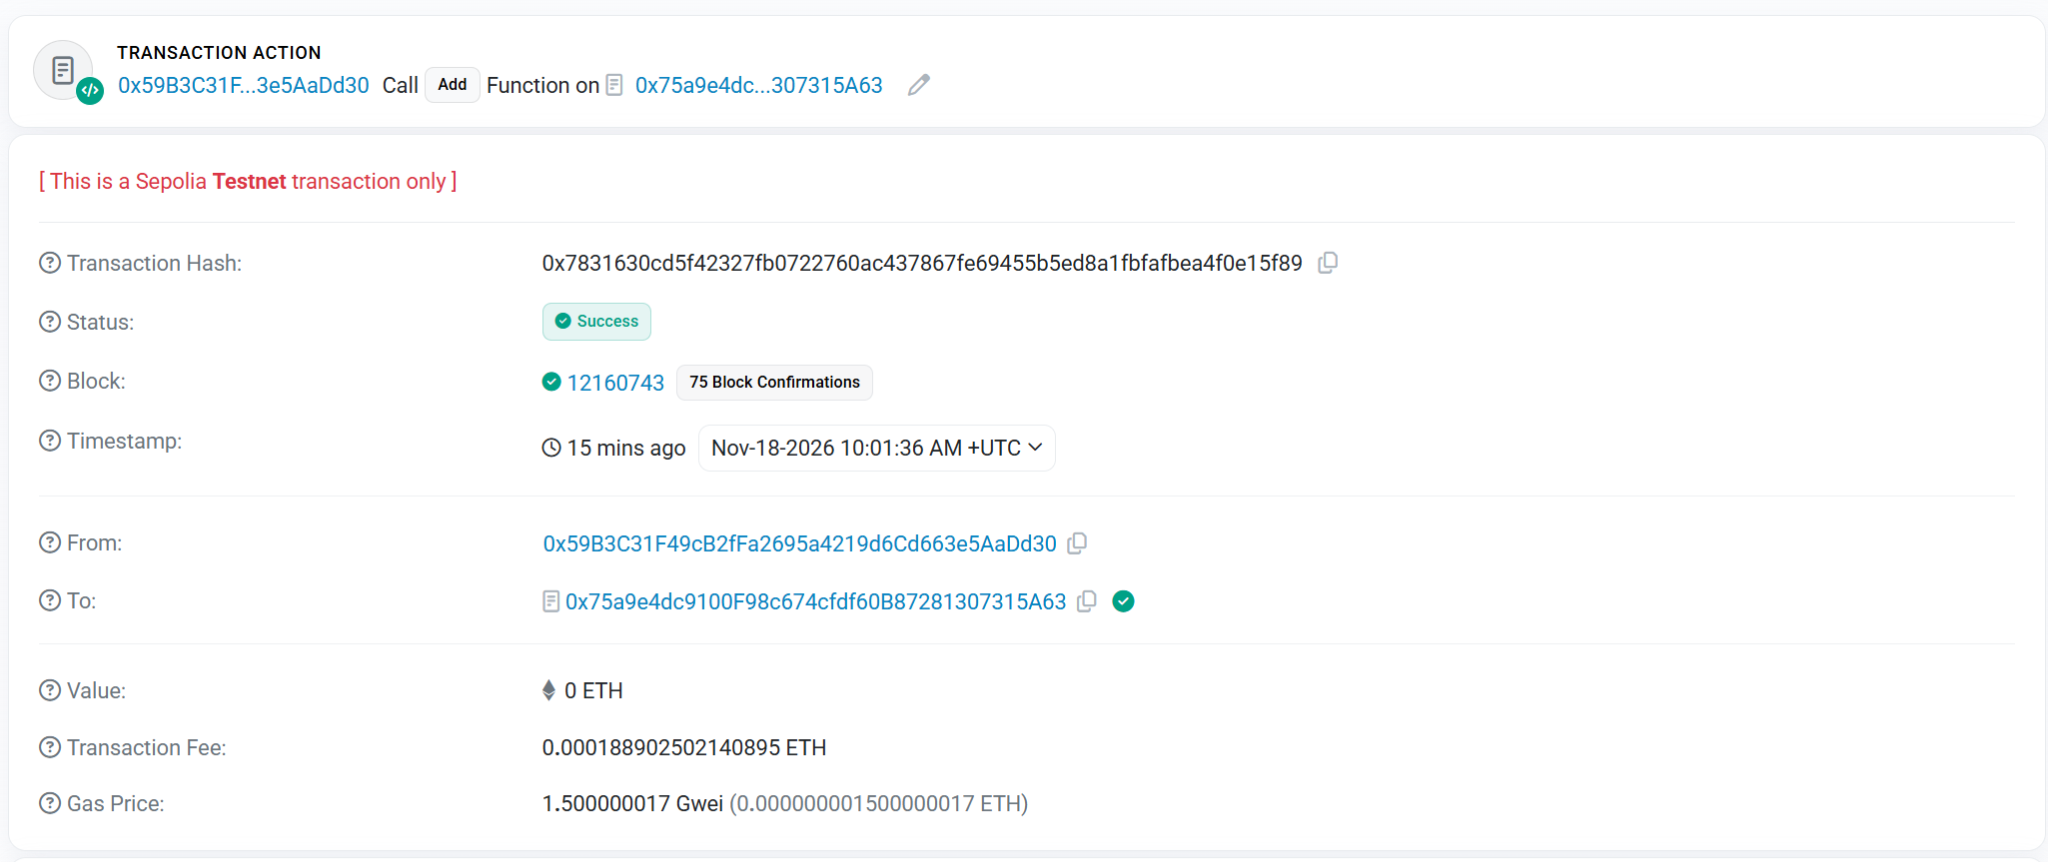 TRANSACTION ACTION
0x59B3C31F...3e5AaDd30 Call Add Function on 0x75a9e4dc...307315A63
[ This is a Sepolia Testnet transaction only ]
Transaction Hash: 0x7831630cd5f42327fb0722760ac437867fe69455b5ed8a1fbfafbea4f0e15f89
Status: Success
Block: 12160743 75 Block Confirmations
Timestamp: 15 mins ago Nov-18-2026 10:01:36 AM +UTC
From: 0x59B3C31F49cB2fFa2695a4219d6Cd663e5AaDd30
To: 0x75a9e4dc9100F98c674cfdf60B87281307315A63
Value: 0 ETH
Transaction Fee: 0.000188902502140895 ETH
Gas Price: 1.500000017 Gwei (0.000000001500000017 ETH)